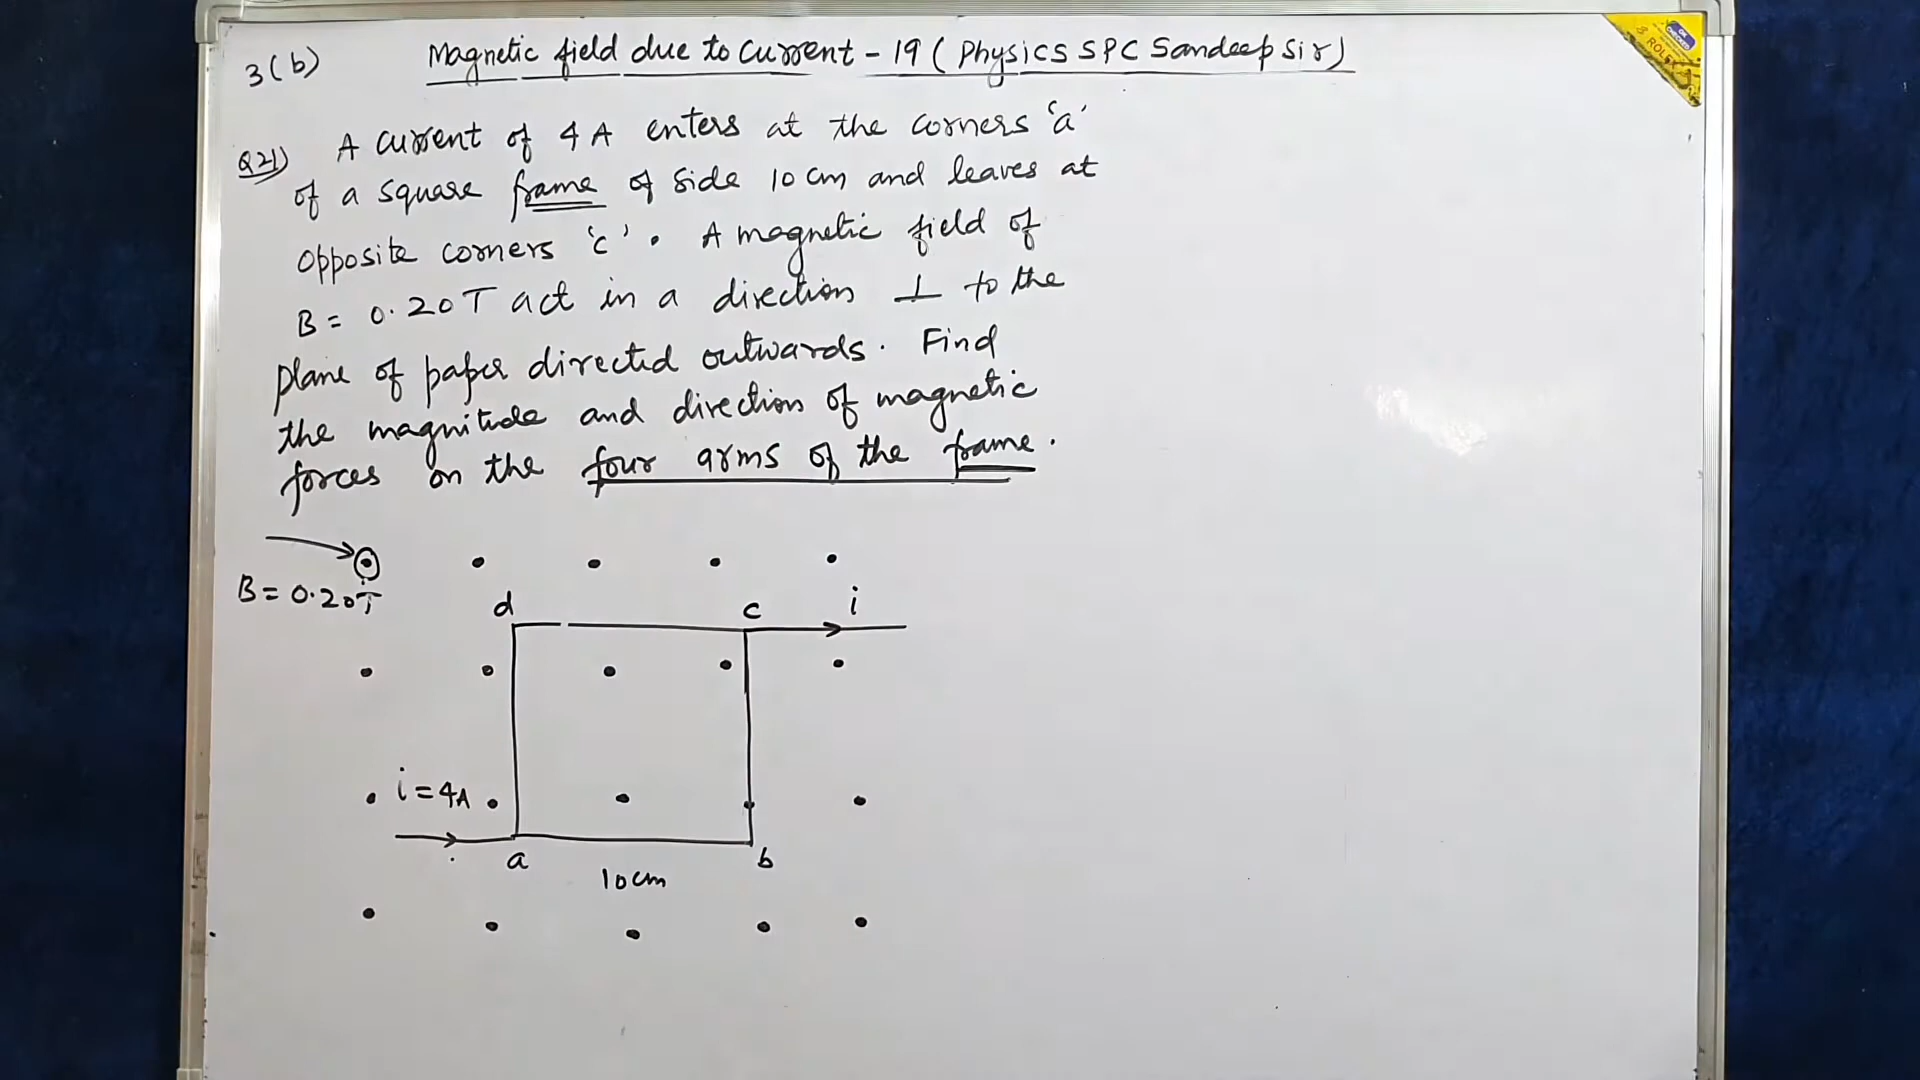 3(b)
Magnetic field due to current - 19 (Physics SPC Sandeep Sir)
Q21) A current of 4 A enters at the corners 'a'
of a square frame of side 10 cm and leaves at
opposite corners 'c'. A magnetic field of
B = 0.20T act in a direction ⊥ to the
plane of paper directed outwards. Find
the magnitude and direction of magnetic
forces on the four arms of the frame.
B = 0.20T
d
c
i
i = 4A
a
b
10cm